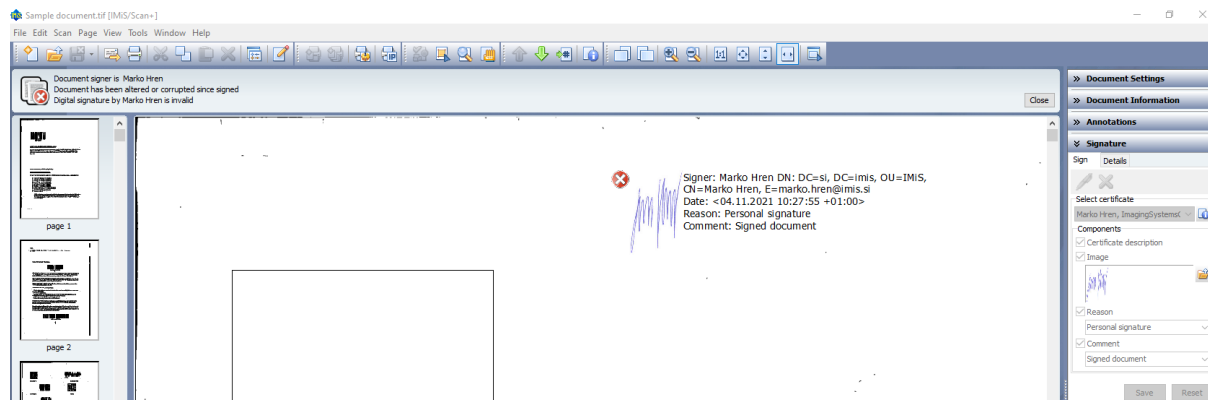 Sample document.tif [IMiS/Scan+]
File Edit Scan Page View Tools Window Help
Document signer is Marko Hren
Document has been altered or corrupted since signed
Digital signature by Marko Hren is invalid
Close
page 1
page 2
Signer: Marko Hren DN: DC=si, DC=imis, OU=IMiS,
CN=Marko Hren, E=marko.hren@imis.si
Date: <04.11.2021 10:27:55 +01:00>
Reason: Personal signature
Comment: Signed document
Document Settings
Document Information
Annotations
Signature
Sign Details
Select certificate
Marko Hren, ImagingSystems(
Components
Certificate description
Image
Reason
Personal signature
Comment
Signed document
Save Reset